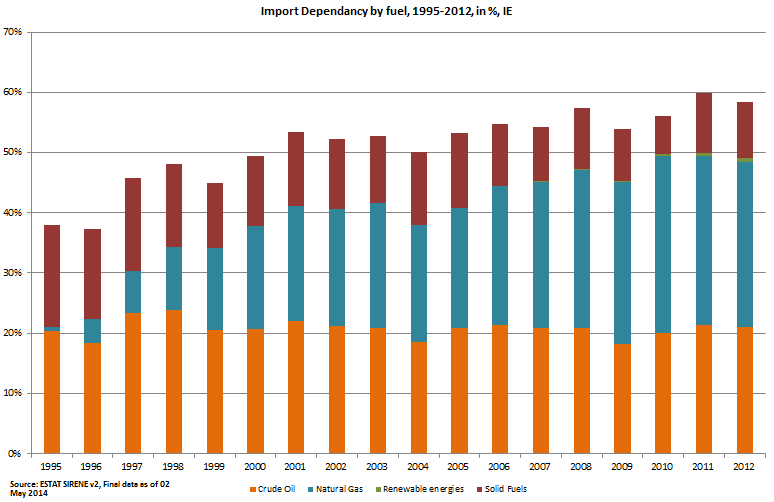 Import Dependancy by fuel, 1995-2012, in %, IE
70%
60%
50%
40%
30%
20%
10%
0%
1995 1996 1997 1998 1999 2000 2001 2002 2003 2004 2005 2006 2007 2008 2009 2010 2011 2012
Source: ESTAT SIRENE v2, Final data as of 02
May 2014
Crude Oil Natural Gas Renewable energies Solid Fuels